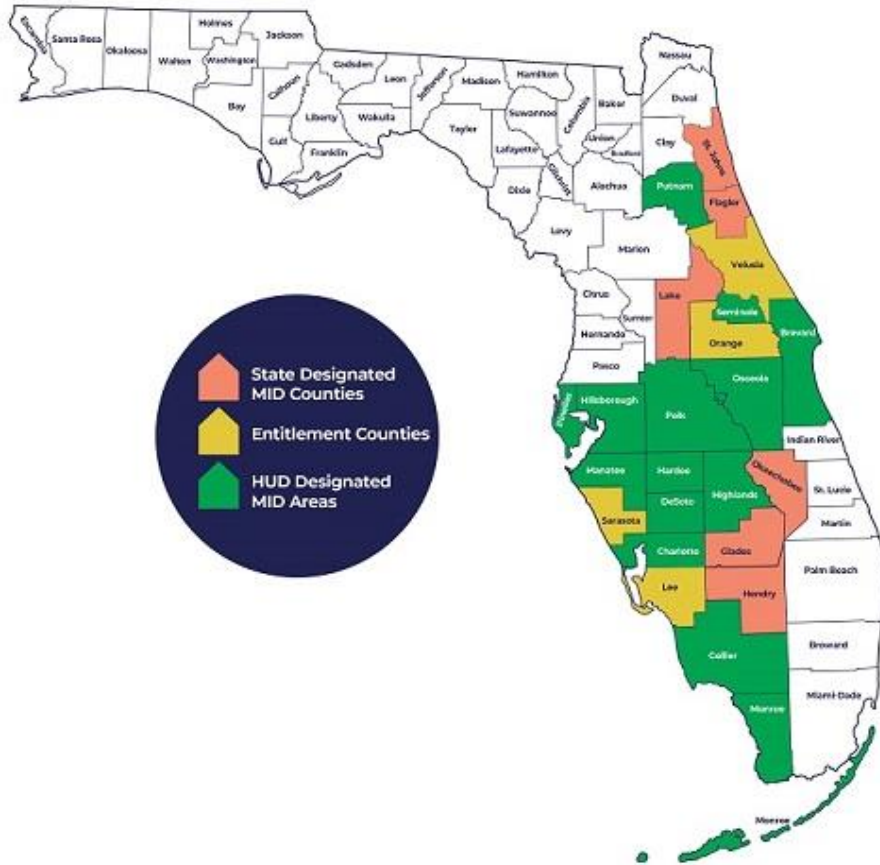 Escambia
Santa Rosa
Okaloosa
Walton
Holmes
Washington
Jackson
Bay
Calhoun
Gulf
Liberty
Franklin
Gadsden
Leon
Wakulla
Jefferson
Madison
Taylor
Hamilton
Suwannee
Lafayette
Dixie
Columbia
Gilchrist
Baker
Union
Bradford
Alachua
Levy
Nassau
Duval
Clay
St. Johns
Putnam
Flagler
Marion
Volusia
Citrus
Sumter
Hernando
Pasco
Lake
Seminole
Orange
Brevard
Osceola
Pinellas
Hillsborough
Polk
Indian River
Manatee
Hardee
Highlands
Okeechobee
St. Lucie
Sarasota
DeSoto
Martin
Charlotte
Glades
Lee
Hendry
Palm Beach
Collier
Broward
Monroe
Miami-Dade
Monroe
State Designated
MID Counties
Entitlement Counties
HUD Designated
MID Areas